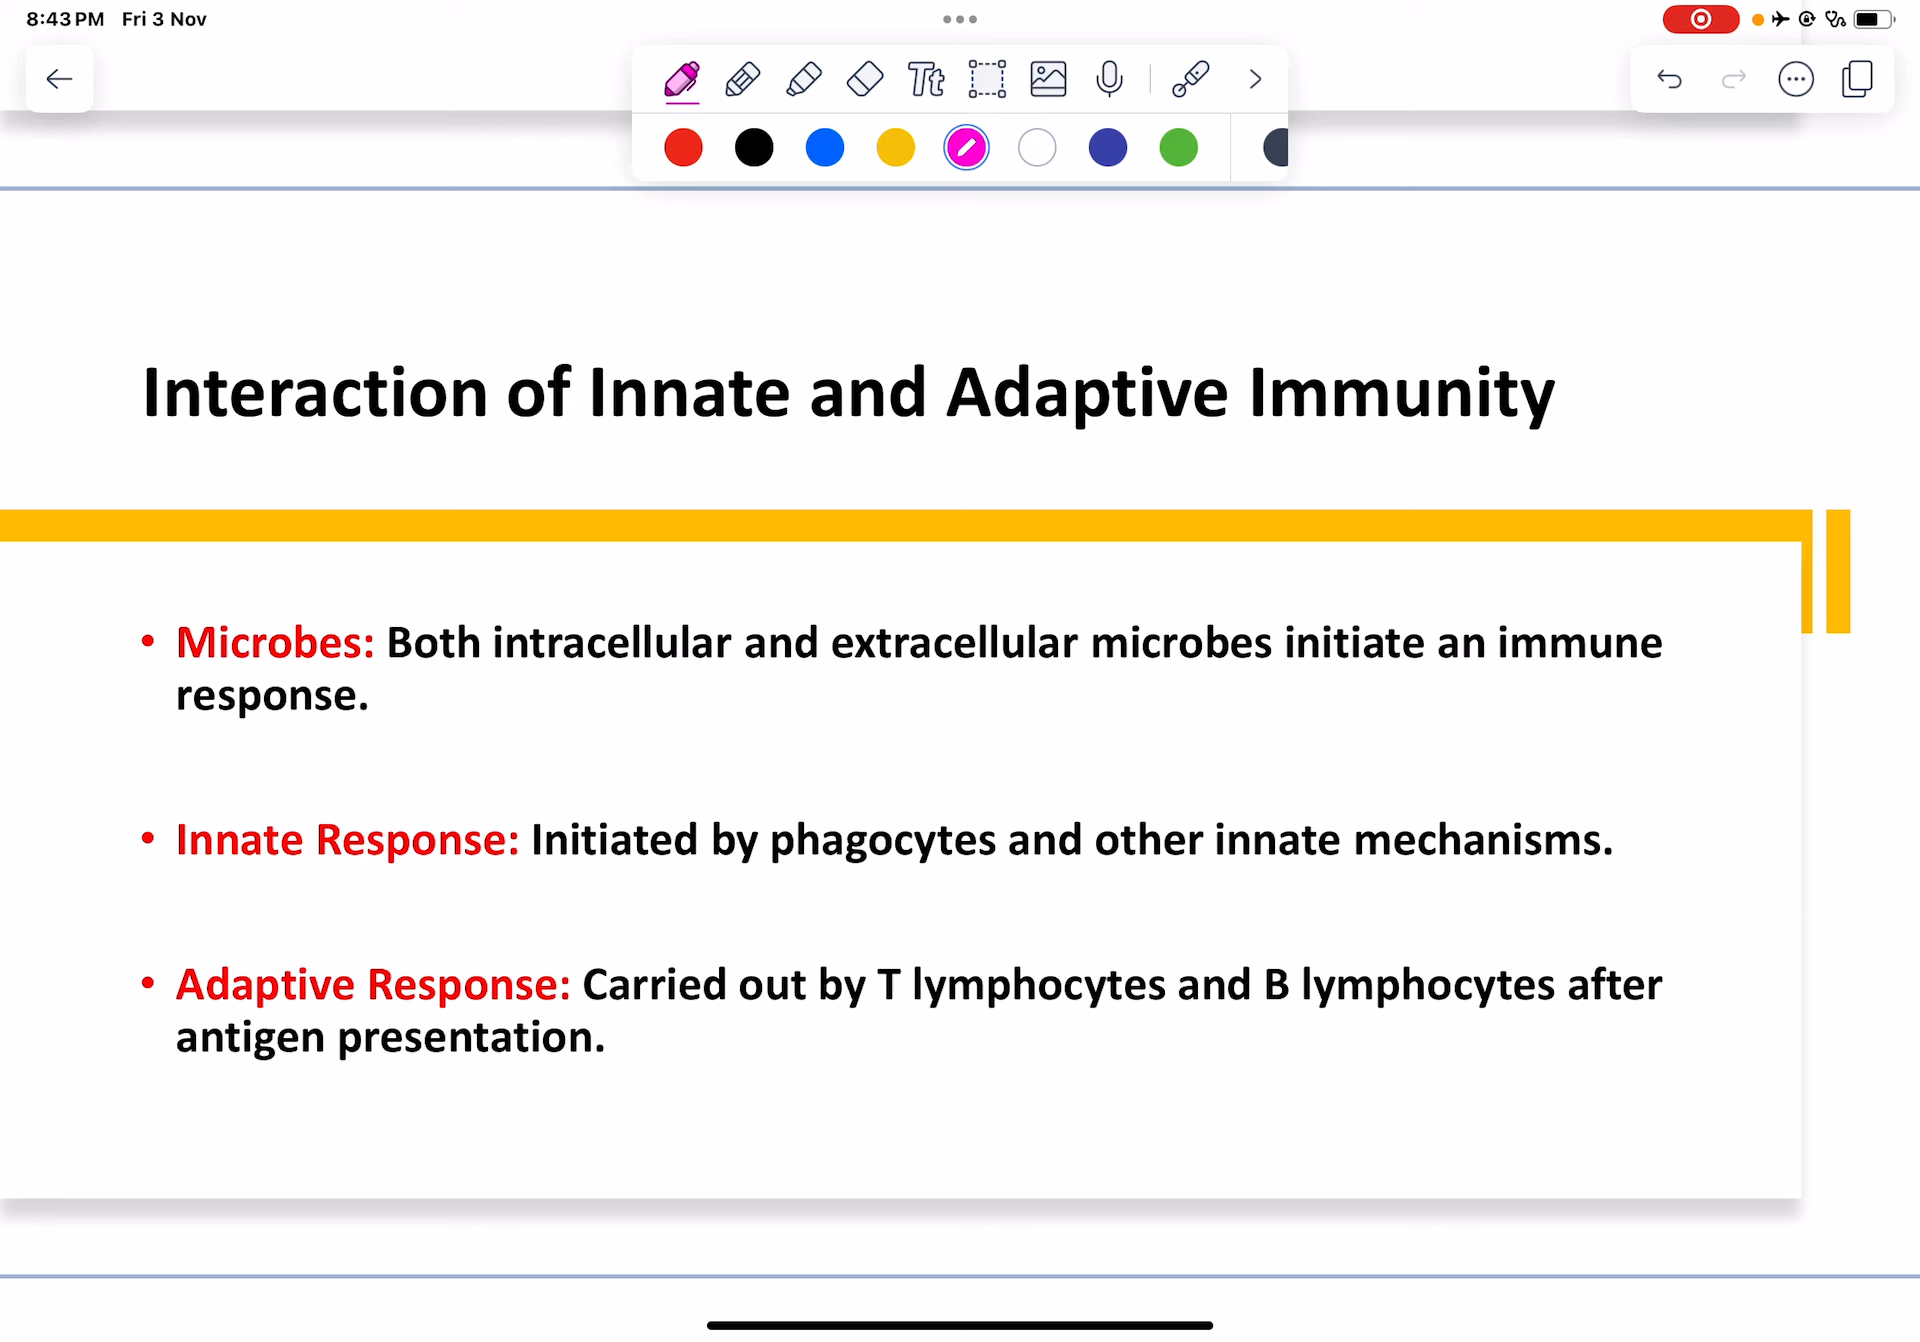 8:43 PM Fri 3 Nov
Tt
Interaction of Innate and Adaptive Immunity
• Microbes: Both intracellular and extracellular microbes initiate an immune
response.
• Innate Response: Initiated by phagocytes and other innate mechanisms.
• Adaptive Response: Carried out by T lymphocytes and B lymphocytes after
antigen presentation.